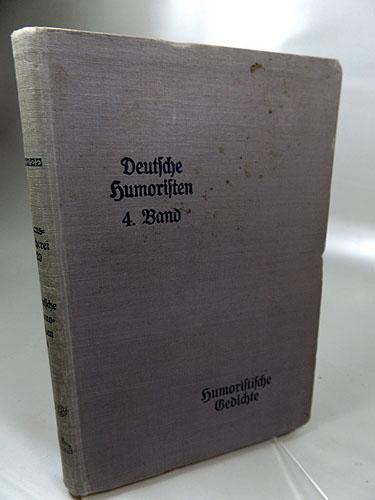 Deutsche
Humoristen
4. Band
Humoristische
Gedichte